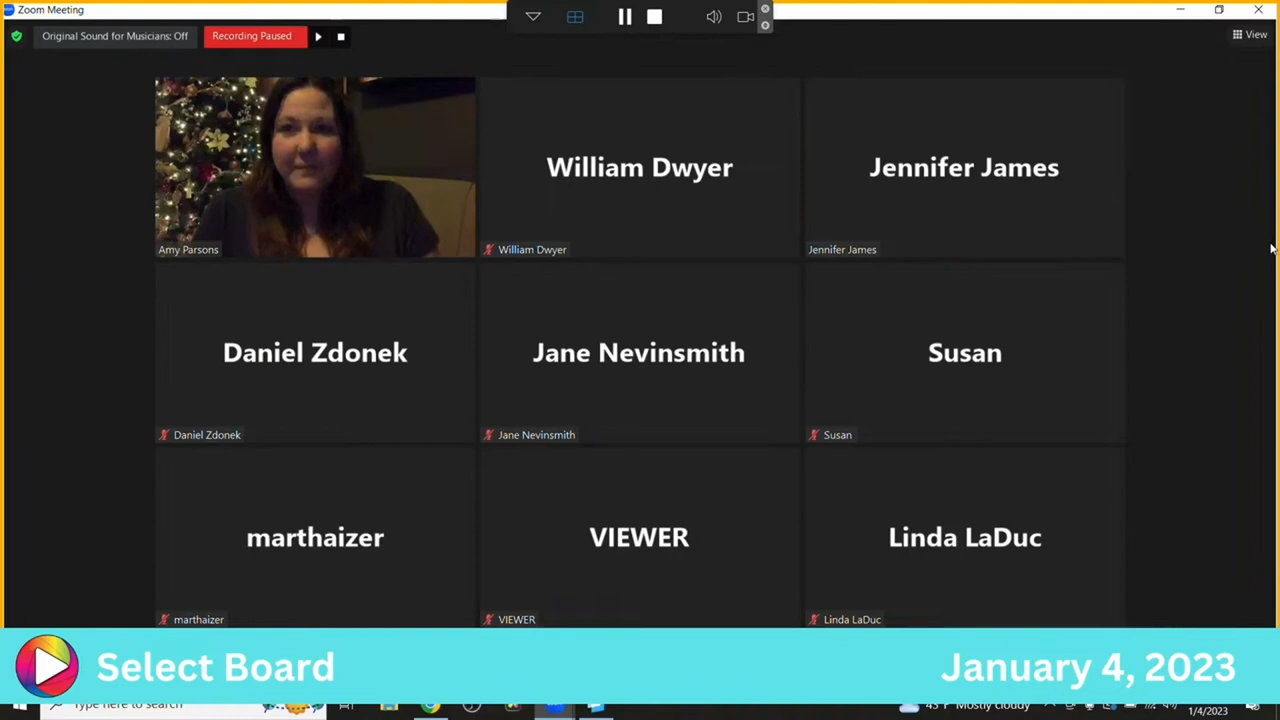 Zoom Meeting
Original Sound for Musicians: Off
Recording Paused
View
William Dwyer
Jennifer James
Amy Parsons
William Dwyer
Jennifer James
Daniel Zdonek
Jane Nevinsmith
Susan
Daniel Zdonek
Jane Nevinsmith
Susan
marthaizer
VIEWER
Linda LaDuc
marthaizer
VIEWER
Linda LaDuc
Select Board
January 4, 2023
Type here to search
43°F Mostly cloudy
1/4/2023